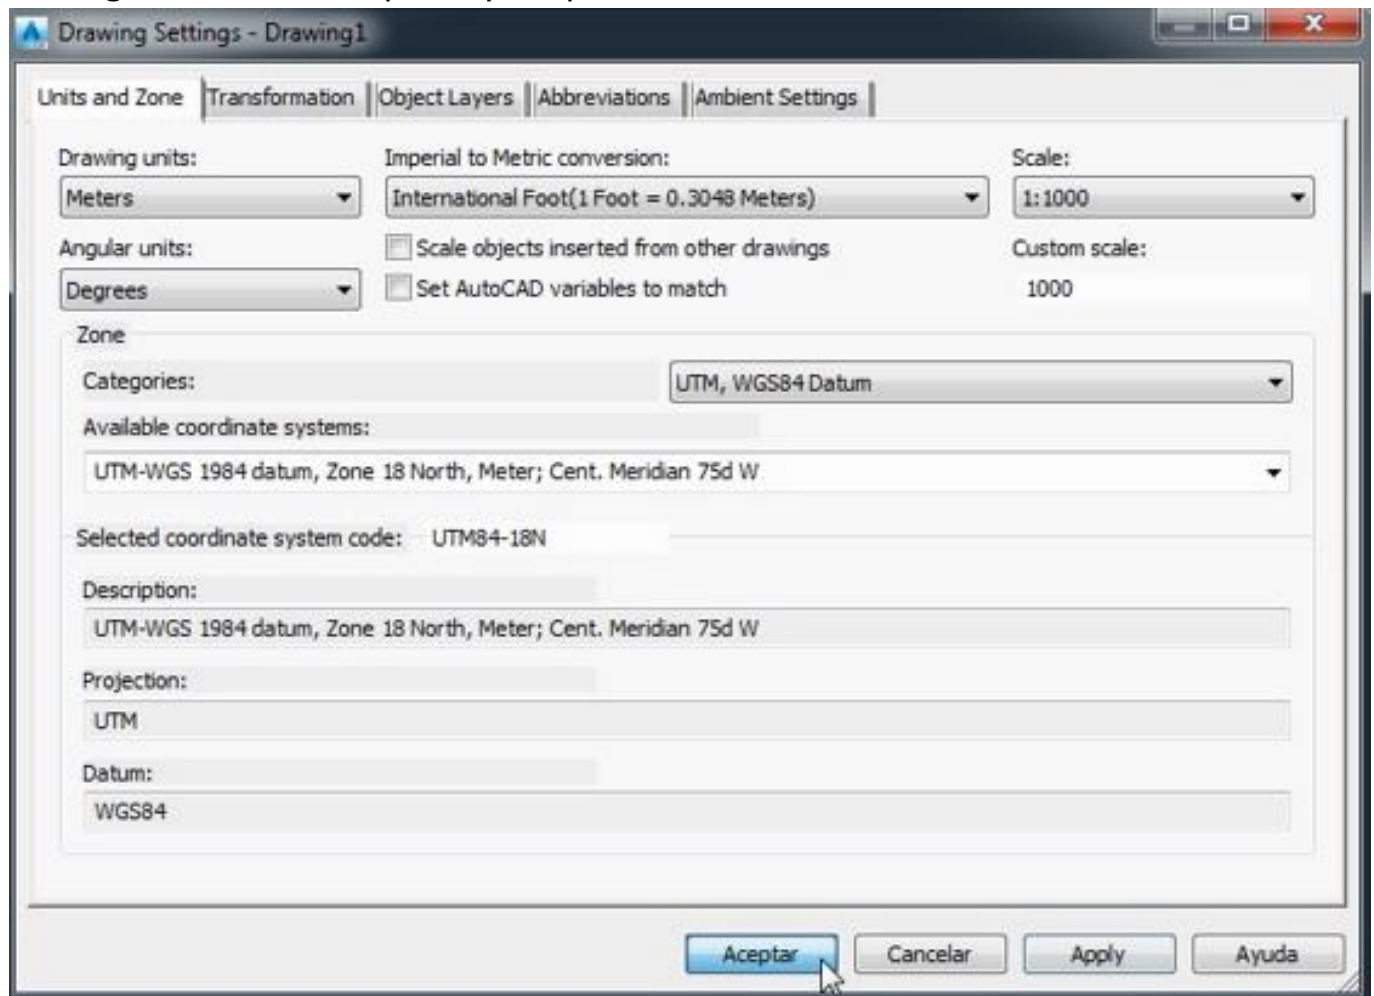 Drawing Settings - Drawing1
Units and Zone Transformation Object Layers Abbreviations Ambient Settings
Drawing units: Imperial to Metric conversion: Scale:
Meters International Foot(1 Foot = 0.3048 Meters) 1:1000
Angular units: Scale objects inserted from other drawings Custom scale:
Degrees Set AutoCAD variables to match 1000
Zone
Categories: UTM, WGS84 Datum
Available coordinate systems:
UTM-WGS 1984 datum, Zone 18 North, Meter; Cent. Meridian 75d W
Selected coordinate system code: UTM84-18N
Description:
UTM-WGS 1984 datum, Zone 18 North, Meter; Cent. Meridian 75d W
Projection:
UTM
Datum:
WGS84
Aceptar Cancelar Apply Ayuda